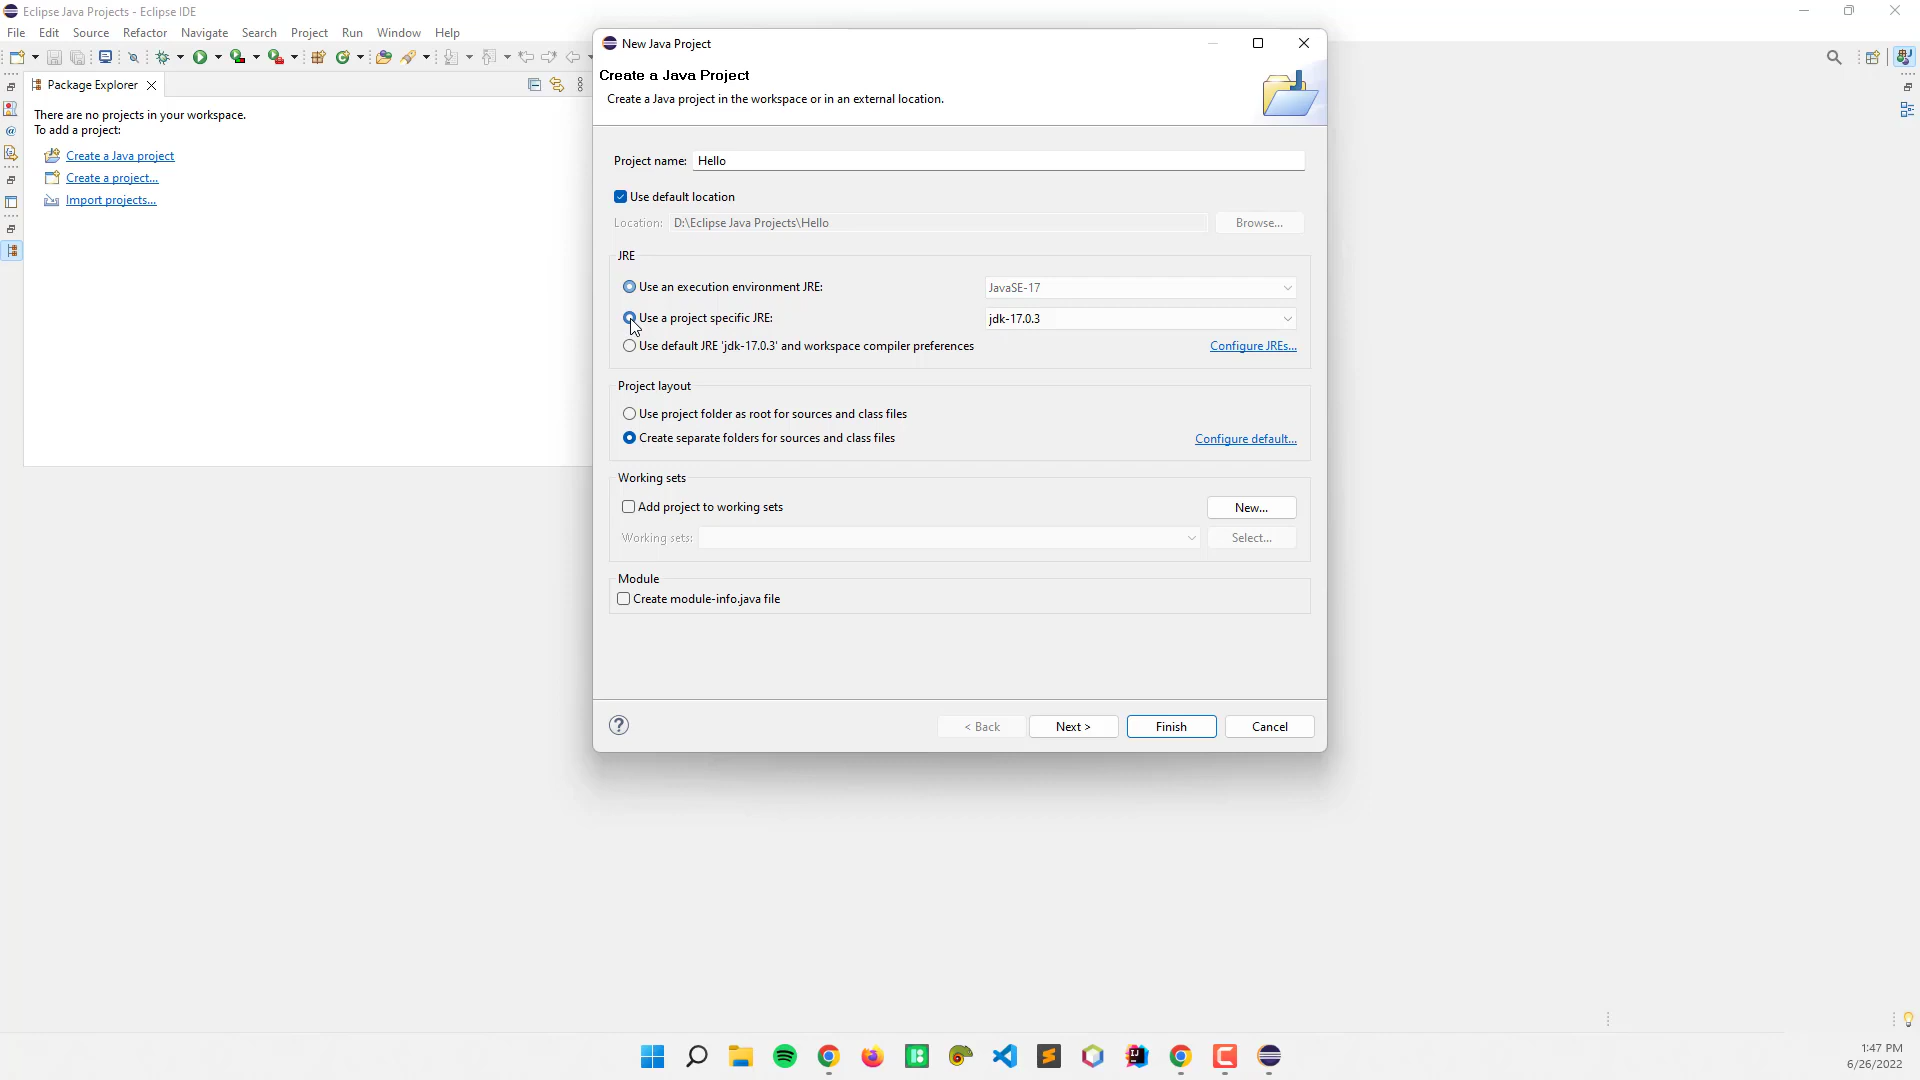 Eclipse Java Projects - Eclipse IDE
File Edit Source Refactor Navigate Search Project Run Window Help
Package Explorer
There are no projects in your workspace.
To add a project:
Create a Java project
Create a project...
Import projects...
New Java Project
Create a Java Project
Create a Java project in the workspace or in an external location.
Project name: Hello
Use default location
Location: D:\Eclipse Java Projects\Hello Browse...
JRE
Use an execution environment JRE: JavaSE-17
Use a project specific JRE: jdk-17.0.3
Use default JRE 'jdk-17.0.3' and workspace compiler preferences Configure JREs...
Project layout
Use project folder as root for sources and class files
Create separate folders for sources and class files Configure default...
Working sets
Add project to working sets New...
Working sets: Select...
Module
Create module-info.java file
< Back Next > Finish Cancel
1:47 PM
6/26/2022